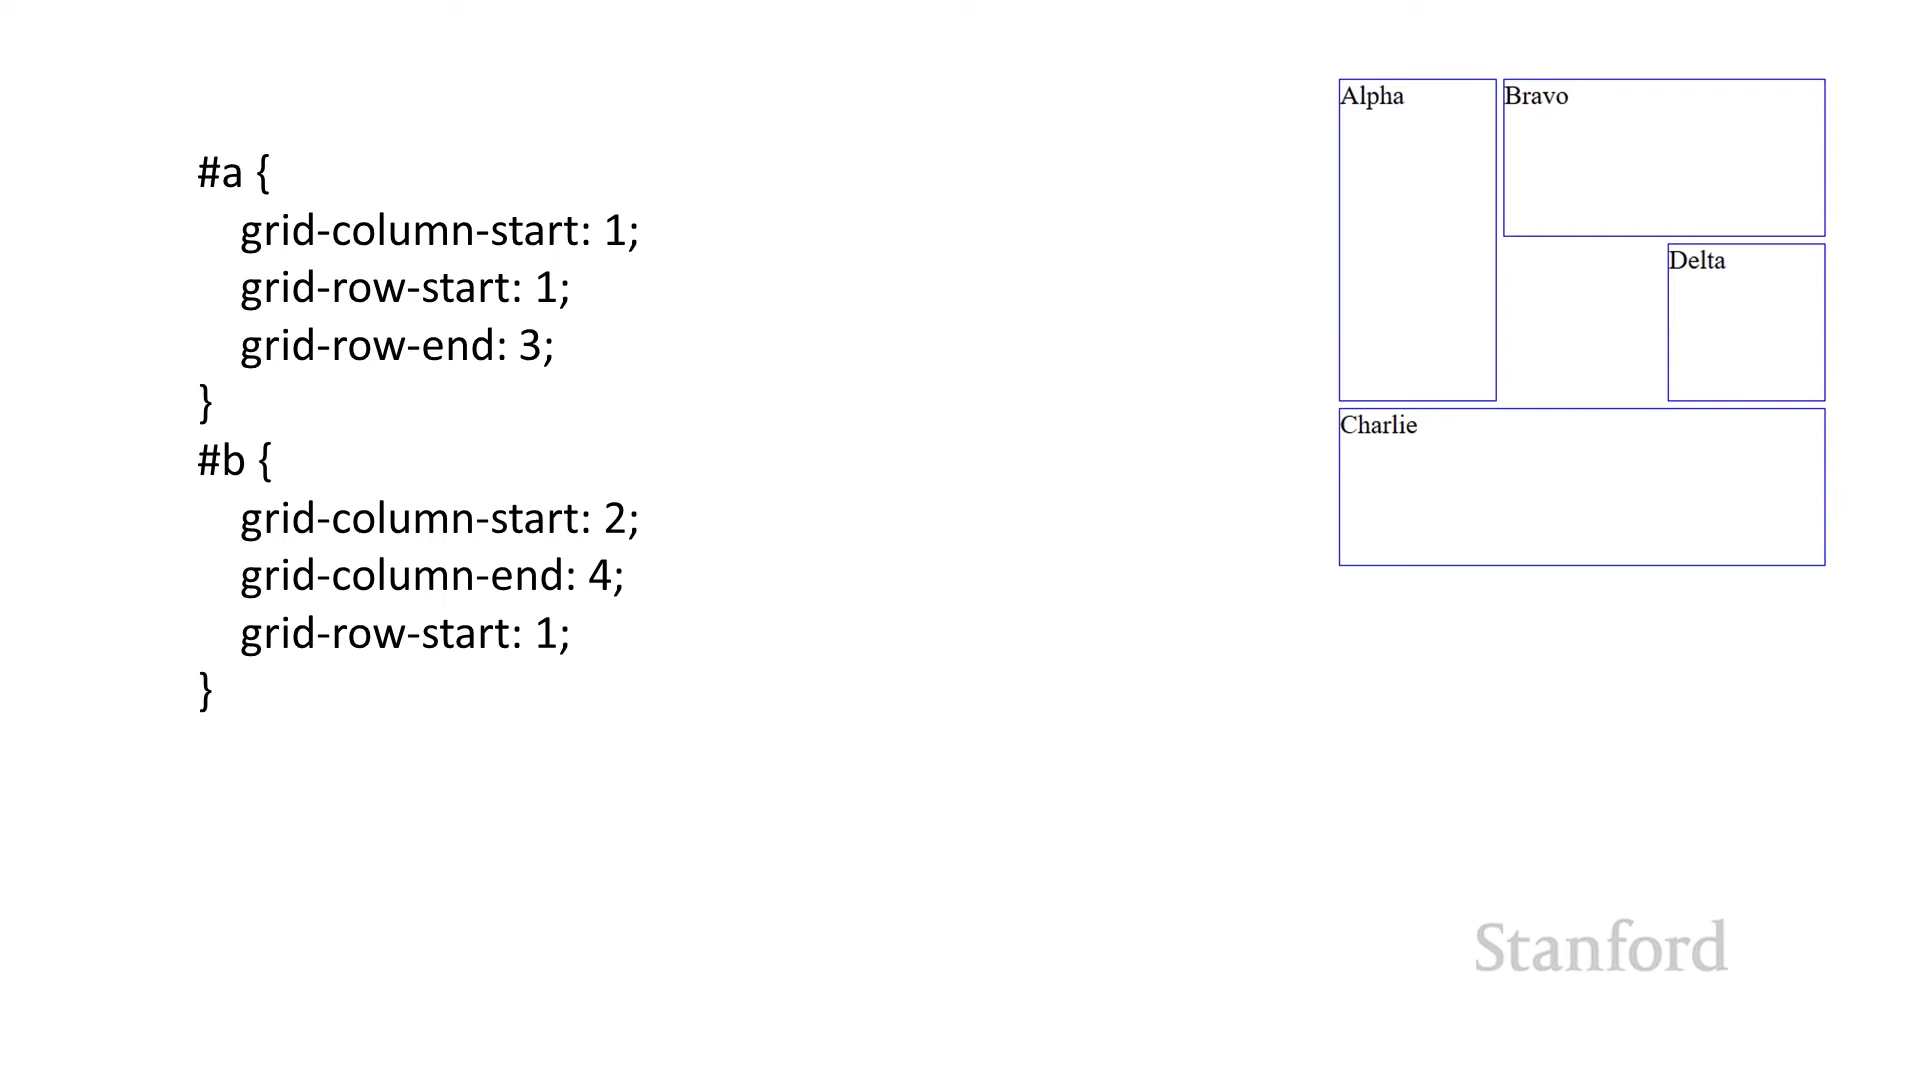 #a {
grid-column-start: 1;
grid-row-start: 1;
grid-row-end: 3;
}
#b {
grid-column-start: 2;
grid-column-end: 4;
grid-row-start: 1;
}
Alpha
Bravo
Delta
Charlie
Stanford